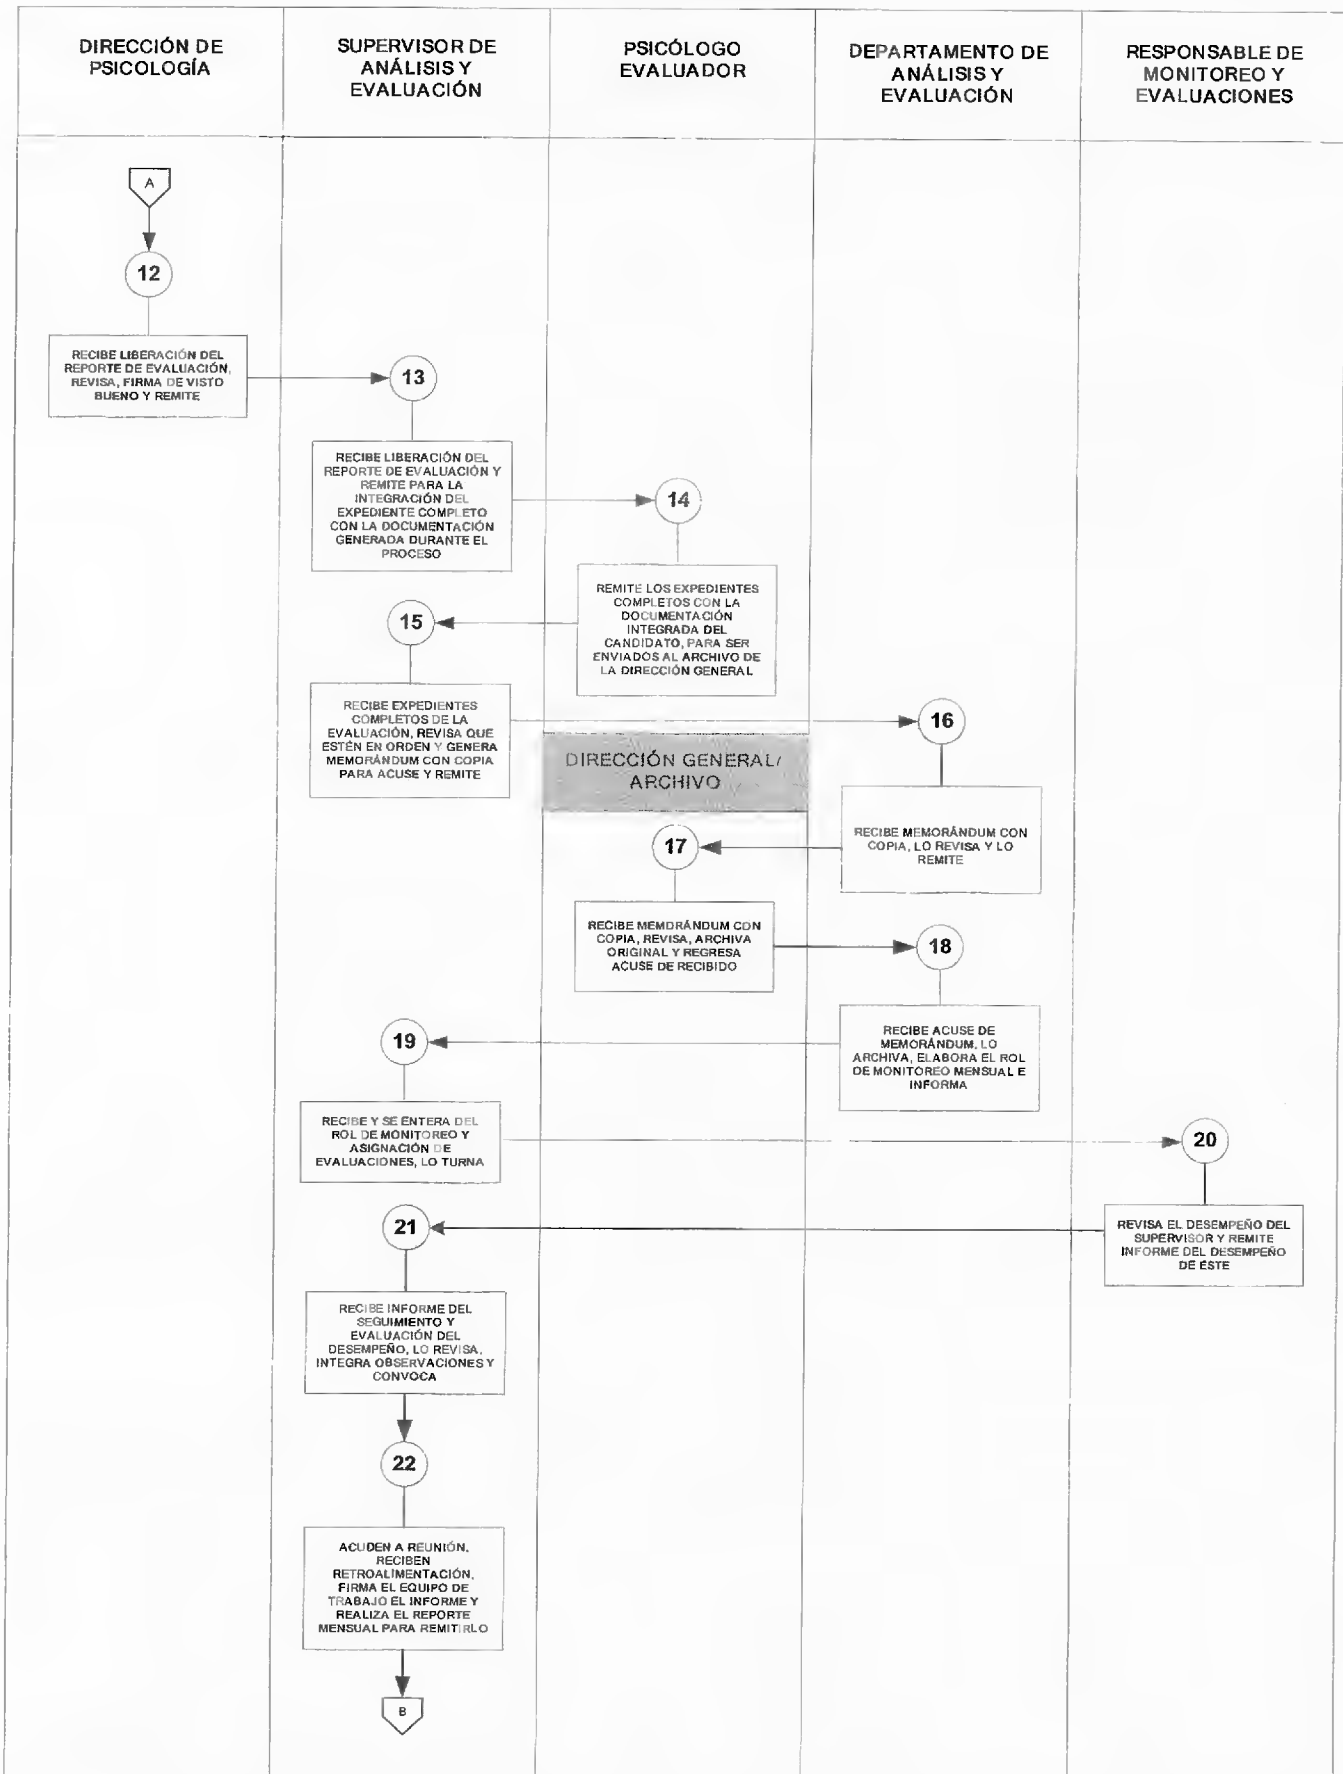 DIRECCIÓN DE
PSICOLOGÍA
SUPERVISOR DE
ANÁLISIS Y
EVALUACIÓN
PSICÓLOGO
EVALUADOR
DEPARTAMENTO DE
ANÁLISIS Y
EVALUACIÓN
RESPONSABLE DE
MONITOREO Y
EVALUACIONES
A
12
RECIBE LIBERACIÓN DEL
REPORTE DE EVALUACIÓN,
REVISA, FIRMA DE VISTO
BUENO Y REMITE
13
RECIBE LIBERACIÓN DEL
REPORTE DE EVALUACIÓN Y
REMITE PARA LA
INTEGRACIÓN DEL
EXPEDIENTE COMPLETO
CON LA DOCUMENTACIÓN
GENERADA DURANTE EL
PROCESO
14
REMITE LOS EXPEDIENTES
COMPLETOS CON LA
DOCUMENTACIÓN
INTEGRADA DEL
CANDIDATO, PARA SER
ENVIADOS AL ARCHIVO DE
LA DIRECCIÓN GENERAL
15
RECIBE EXPEDIENTES
COMPLETOS DE LA
EVALUACIÓN, REVISA QUE
ESTÉN EN ORDEN Y GENERA
MEMORÁNDUM CON COPIA
PARA ACUSE Y REMITE
16
RECIBE MEMORÁNDUM CON
COPIA, LO REVISA Y LO
REMITE
DIRECCIÓN GENERAL/
ARCHIVO
17
RECIBE MEMORÁNDUM CON
COPIA, REVISA, ARCHIVA
ORIGINAL Y REGRESA
ACUSE DE RECIBIDO
18
RECIBE ACUSE DE
MEMORÁNDUM, LO
ARCHIVA, ELABORA EL ROL
DE MONITOREO MENSUAL E
INFORMA
19
RECIBE Y SE ENTERA DEL
ROL DE MONITOREO Y
ASIGNACIÓN DE
EVALUACIONES, LO TURNA
20
REVISA EL DESEMPEÑO DEL
SUPERVISOR Y REMITE
INFORME DEL DESEMPEÑO
DE ÉSTE
21
RECIBE INFORME DEL
SEGUIMIENTO Y
EVALUACIÓN DEL
DESEMPEÑO, LO REVISA,
INTEGRA OBSERVACIONES Y
CONVOCA
22
ACUDEN A REUNIÓN,
RECIBEN
RETROALIMENTACIÓN,
FIRMA EL EQUIPO DE
TRABAJO EL INFORME Y
REALIZA EL REPORTE
MENSUAL PARA REMITIRLO
B